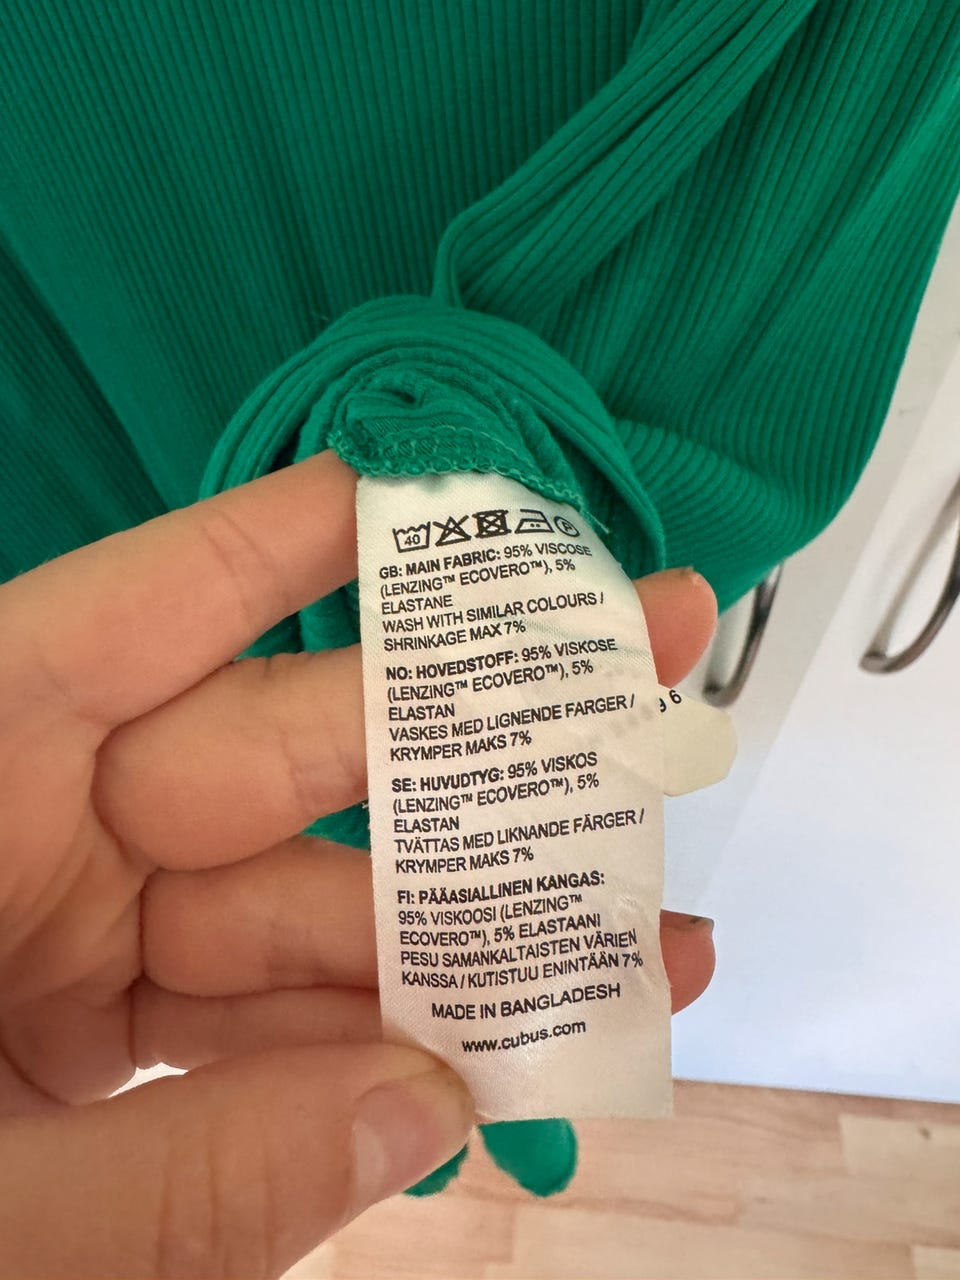 40 P
GB: MAIN FABRIC: 95% VISCOSE
(LENZING™ ECOVERO™), 5%
ELASTANE
WASH WITH SIMILAR COLOURS /
SHRINKAGE MAX 7%
NO: HOVEDSTOFF: 95% VISKOSE
(LENZING™ ECOVERO™), 5%
ELASTAN
VASKES MED LIGNENDE FARGER /
KRYMPER MAKS 7%
SE: HUVUDTYG: 95% VISKOS
(LENZING™ ECOVERO™), 5%
ELASTAN
TVÄTTAS MED LIKNANDE FÄRGER /
KRYMPER MAKS 7%
FI: PÄÄASIALLINEN KANGAS:
95% VISKOOSI (LENZING™
ECOVERO™), 5% ELASTAANI
PESU SAMANKALTAISTEN VÄRIEN
KANSSA / KUTISTUU ENINTÄÄN 7%
MADE IN BANGLADESH
www.cubus.com